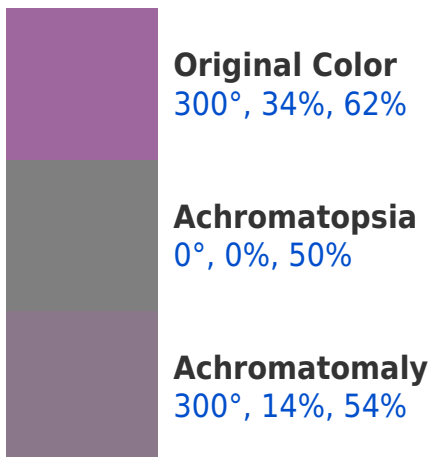 Original Color
300°, 34%, 62%
Achromatopsia
0°, 0%, 50%
Achromatomaly
300°, 14%, 54%